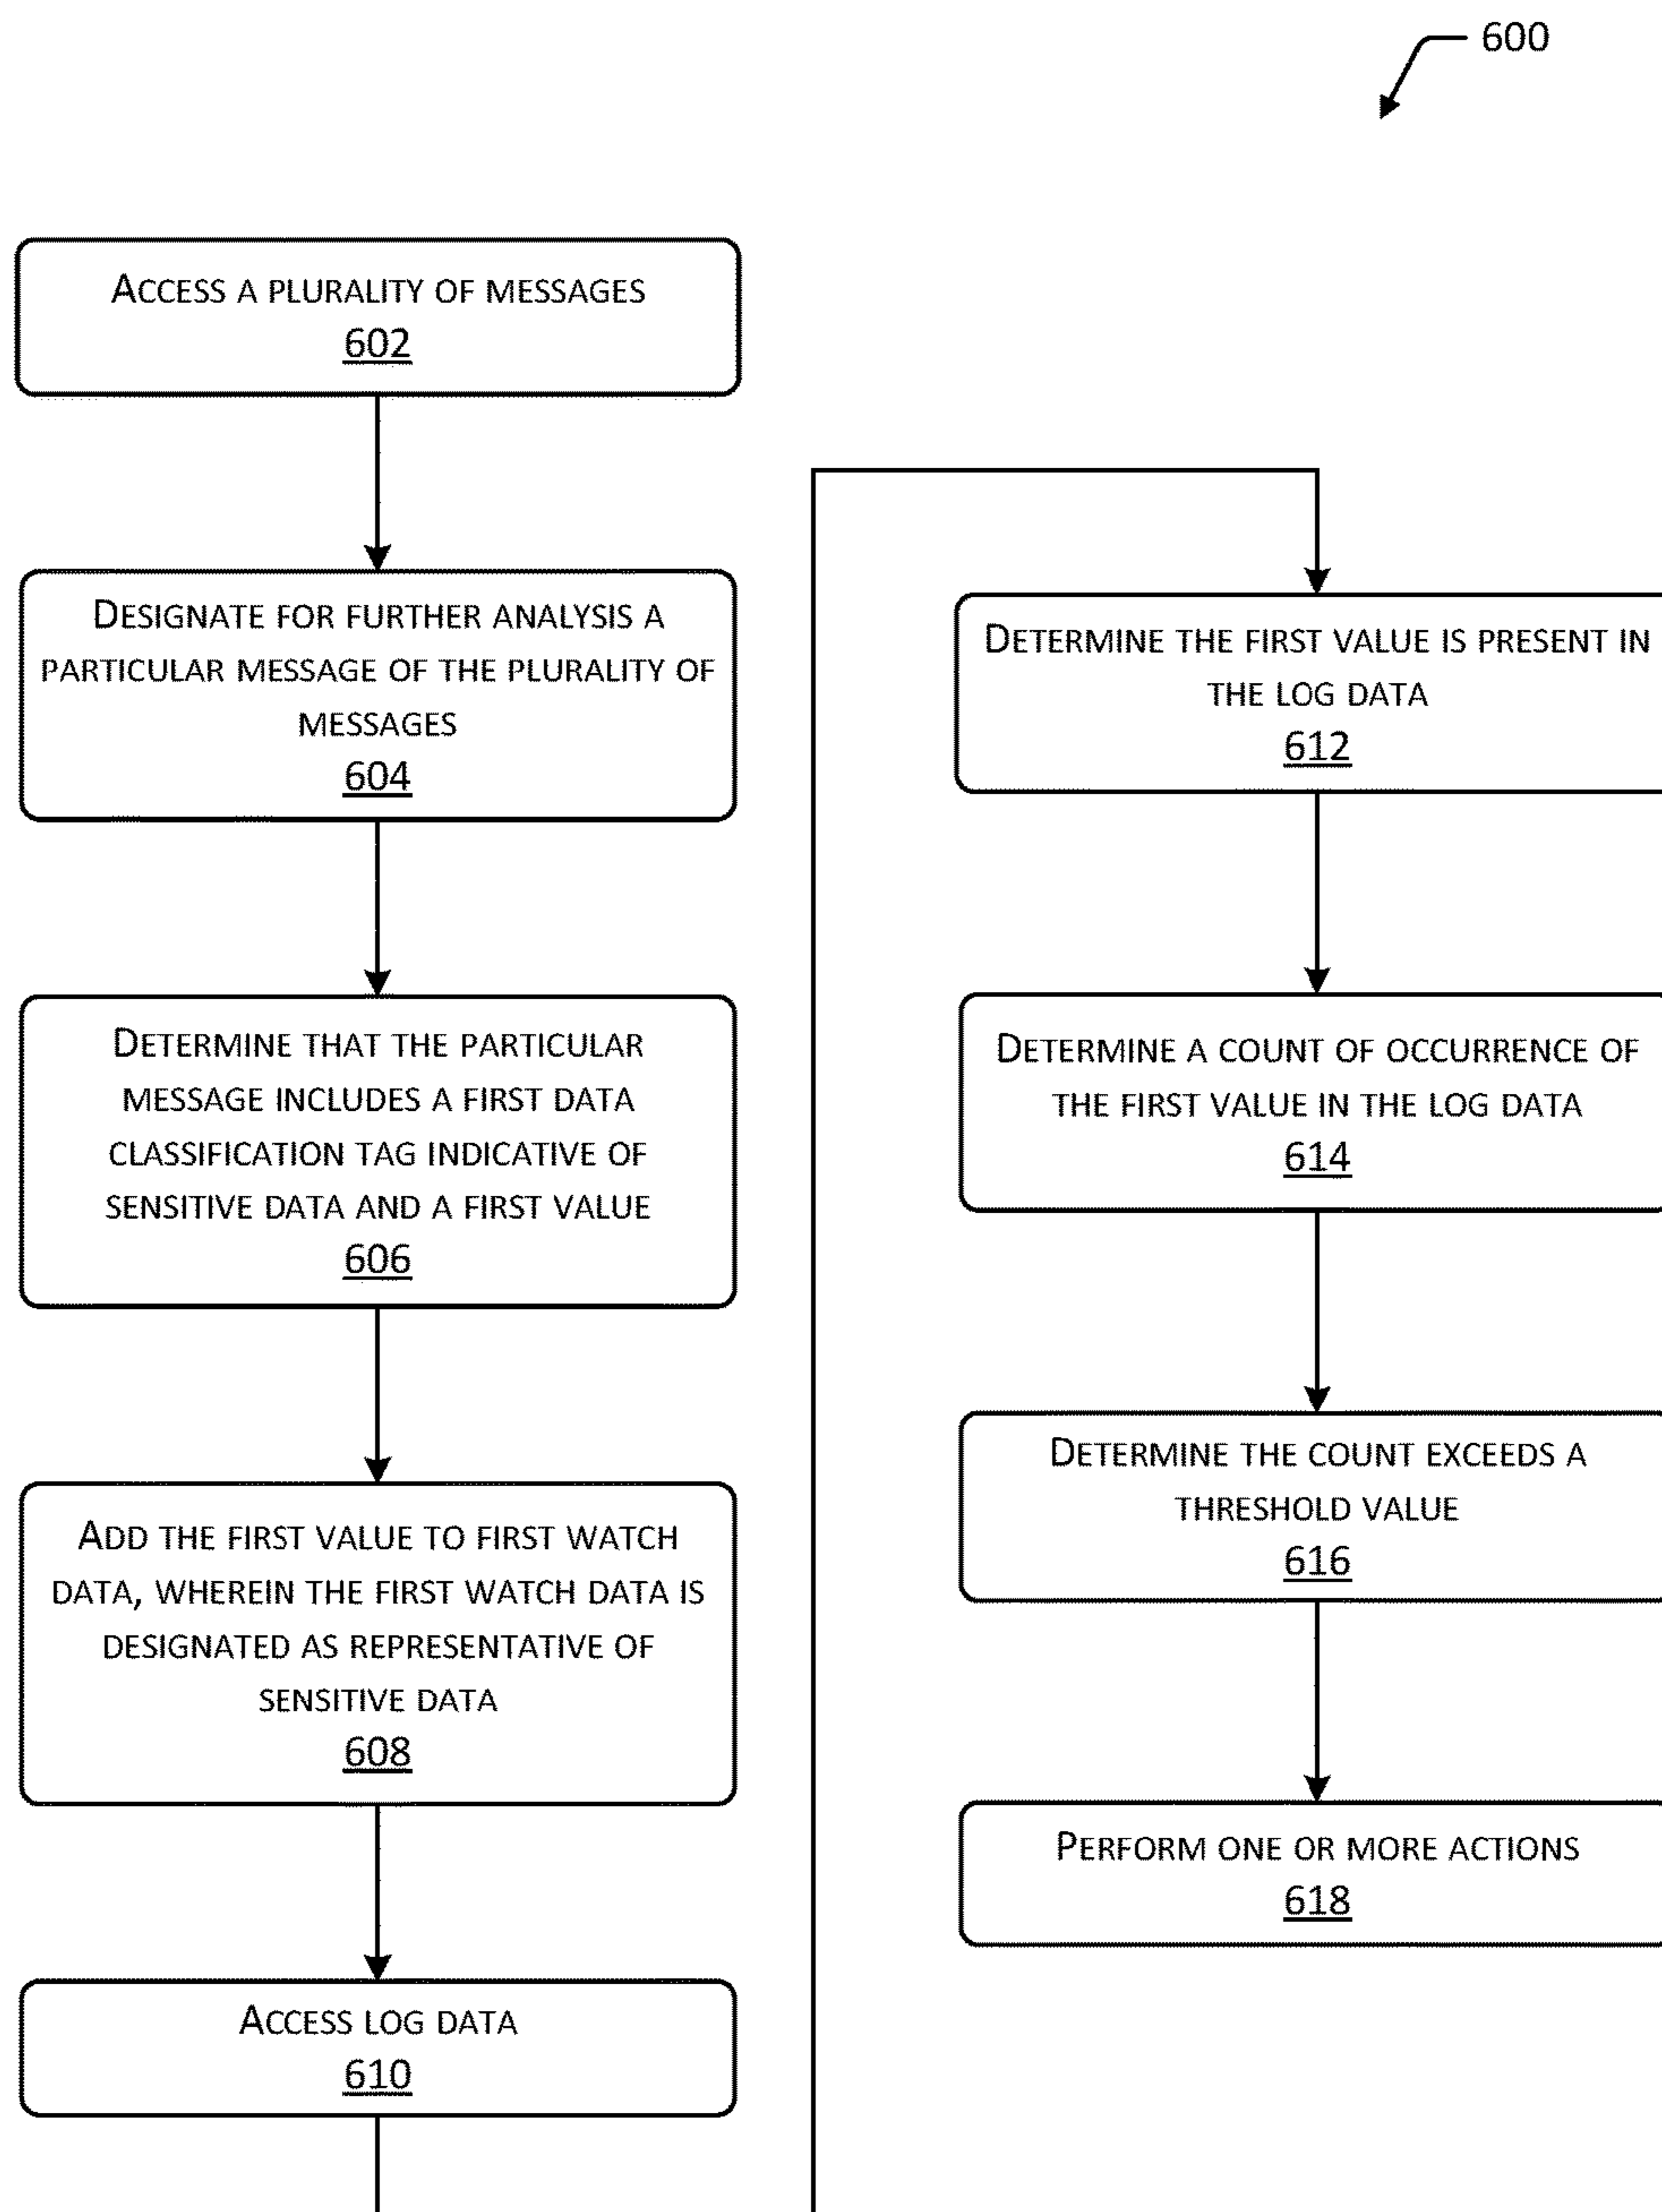 600
ACCESS A PLURALITY OF MESSAGES
602
DESIGNATE FOR FURTHER ANALYSIS A
PARTICULAR MESSAGE OF THE PLURALITY OF
MESSAGES
604
DETERMINE THAT THE PARTICULAR
MESSAGE INCLUDES A FIRST DATA
CLASSIFICATION TAG INDICATIVE OF
SENSITIVE DATA AND A FIRST VALUE
606
ADD THE FIRST VALUE TO FIRST WATCH
DATA, WHEREIN THE FIRST WATCH DATA IS
DESIGNATED AS REPRESENTATIVE OF
SENSITIVE DATA
608
ACCESS LOG DATA
610
DETERMINE THE FIRST VALUE IS PRESENT IN
THE LOG DATA
612
DETERMINE A COUNT OF OCCURRENCE OF
THE FIRST VALUE IN THE LOG DATA
614
DETERMINE THE COUNT EXCEEDS A
THRESHOLD VALUE
616
PERFORM ONE OR MORE ACTIONS
618